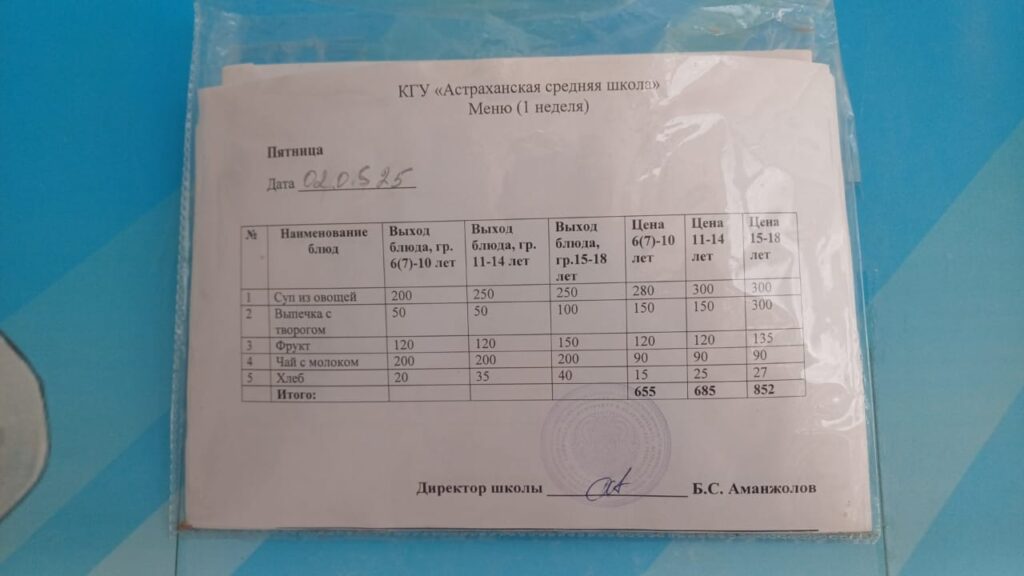 КГУ «Астраханская средняя школа»
Меню (1 неделя)
Пятница
Дата 02.0.5 25
№ Наименование блюд Выход блюда, гр. 6(7)-10 лет Выход блюда, гр. 11-14 лет Выход блюда, гр.15-18 лет Цена 6(7)-10 лет Цена 11-14 лет Цена 15-18 лет
1 Суп из овощей 200 250 250 280 300 300
2 Выпечка с творогом 50 50 100 150 150 300
3 Фрукт 120 120 150 120 120 135
4 Чай с молоком 200 200 200 90 90 90
5 Хлеб 20 35 40 15 25 27
Итого: 655 685 852
Директор школы Б.С. Аманжолов